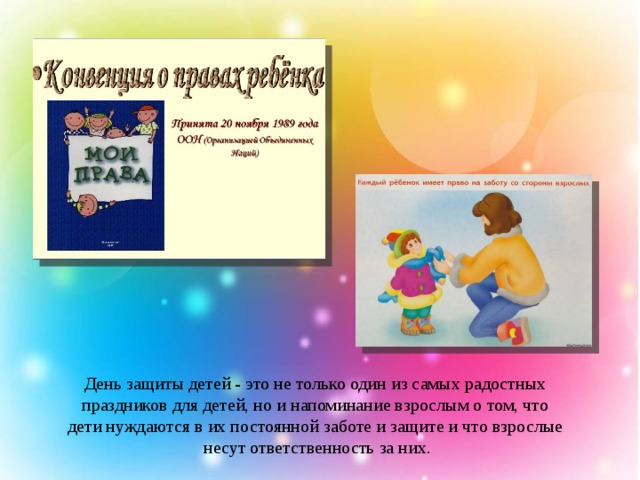 Конвенция о правах ребёнка
Принята 20 ноября 1989 года
ООН (Организацией Объединенных
Наций)
МОИ
ПРАВА
Каждый ребёнок имеет право на заботу со стороны взрослых
День защиты детей - это не только один из самых радостных
праздников для детей, но и напоминание взрослым о том, что
дети нуждаются в их постоянной заботе и защите и что взрослые
несут ответственность за них.